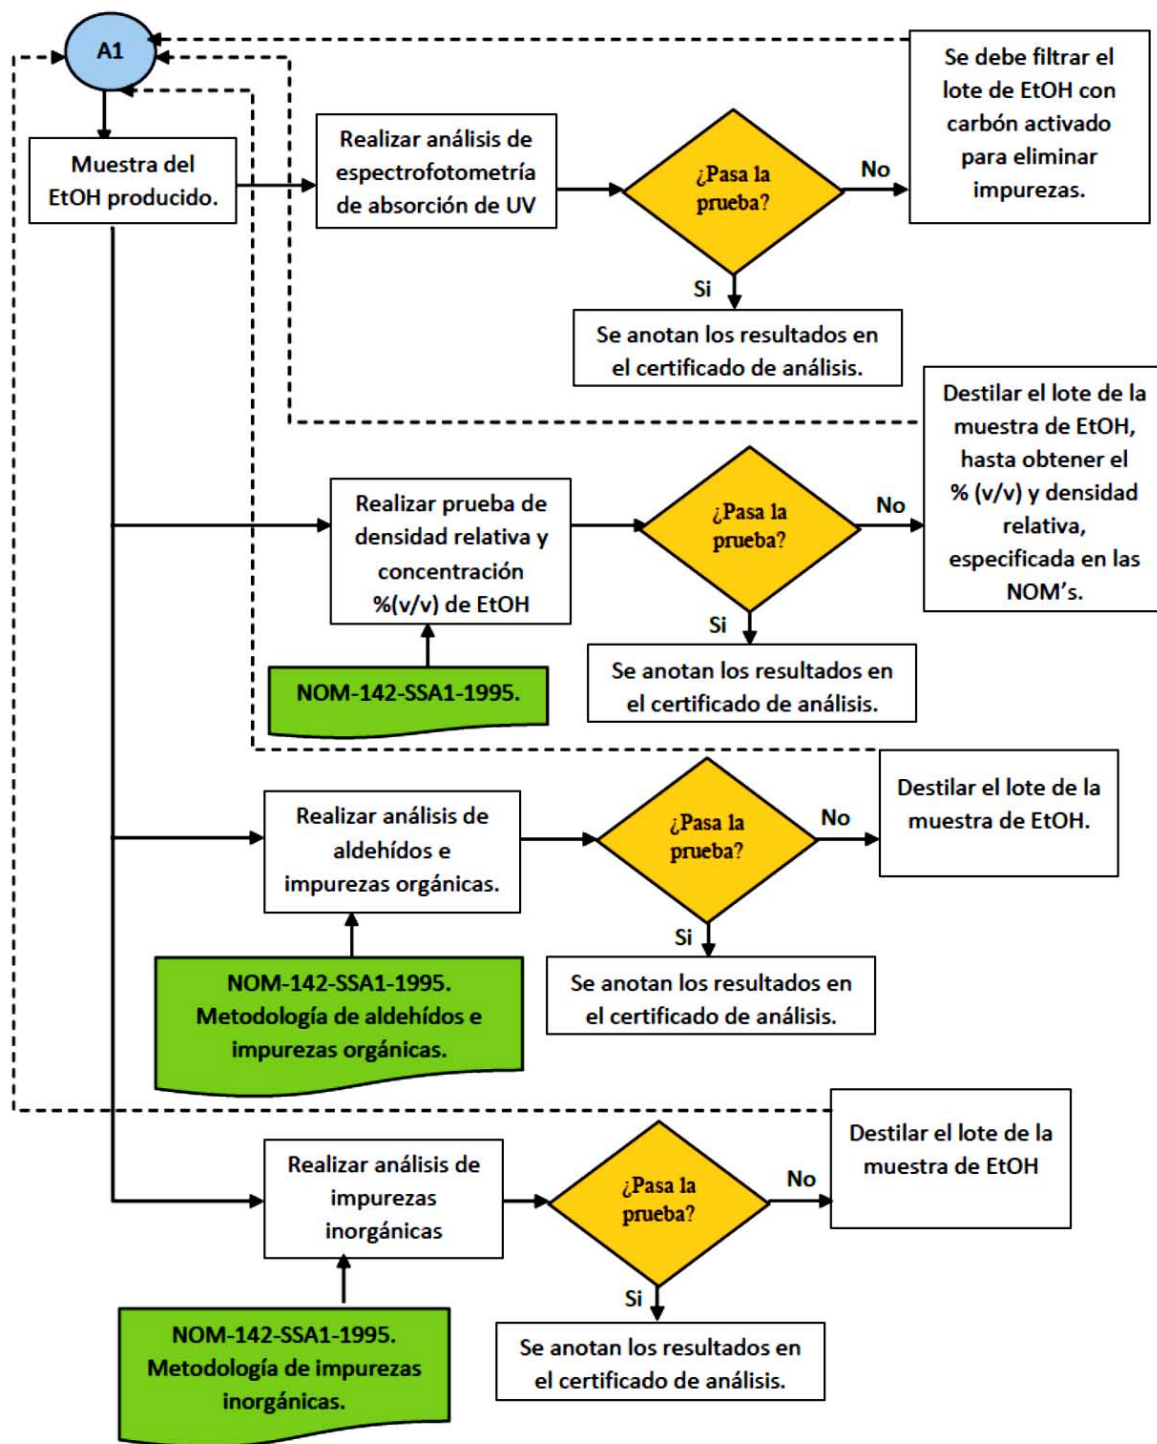 A1
Muestra del
EtOH producido.
Realizar análisis de
espectrofotometría
de absorción de UV
¿Pasa la
prueba?
No
Se debe filtrar el
lote de EtOH con
carbón activado
para eliminar
impurezas.
Si
Se anotan los resultados en
el certificado de análisis.
Realizar prueba de
densidad relativa y
concentración
%(v/v) de EtOH
NOM-142-SSA1-1995.
¿Pasa la
prueba?
No
Destilar el lote de la
muestra de EtOH,
hasta obtener el
% (v/v) y densidad
relativa,
especificada en las
NOM’s.
Si
Se anotan los resultados en
el certificado de análisis.
Realizar análisis de
aldehídos e
impurezas orgánicas.
NOM-142-SSA1-1995.
Metodología de aldehídos e
impurezas orgánicas.
¿Pasa la
prueba?
No
Destilar el lote de la
muestra de EtOH.
Si
Se anotan los resultados en
el certificado de análisis.
Realizar análisis de
impurezas
inorgánicas
NOM-142-SSA1-1995.
Metodología de impurezas
inorgánicas.
¿Pasa la
prueba?
No
Destilar el lote de la
muestra de EtOH
Si
Se anotan los resultados en
el certificado de análisis.